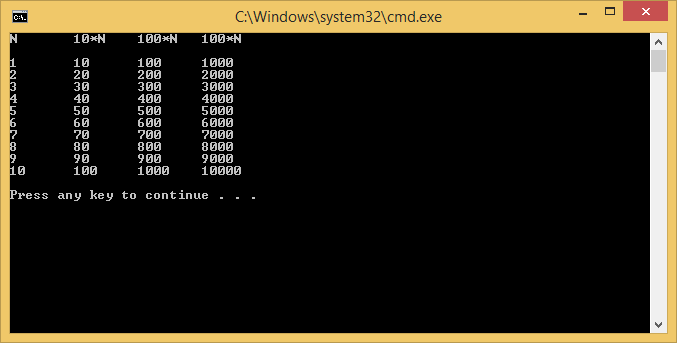 C:\Windows\system32\cmd.exe
N 10*N 100*N 100*N
1 10 100 1000
2 20 200 2000
3 30 300 3000
4 40 400 4000
5 50 500 5000
6 60 600 6000
7 70 700 7000
8 80 800 8000
9 90 900 9000
10 100 1000 10000
Press any key to continue . . .